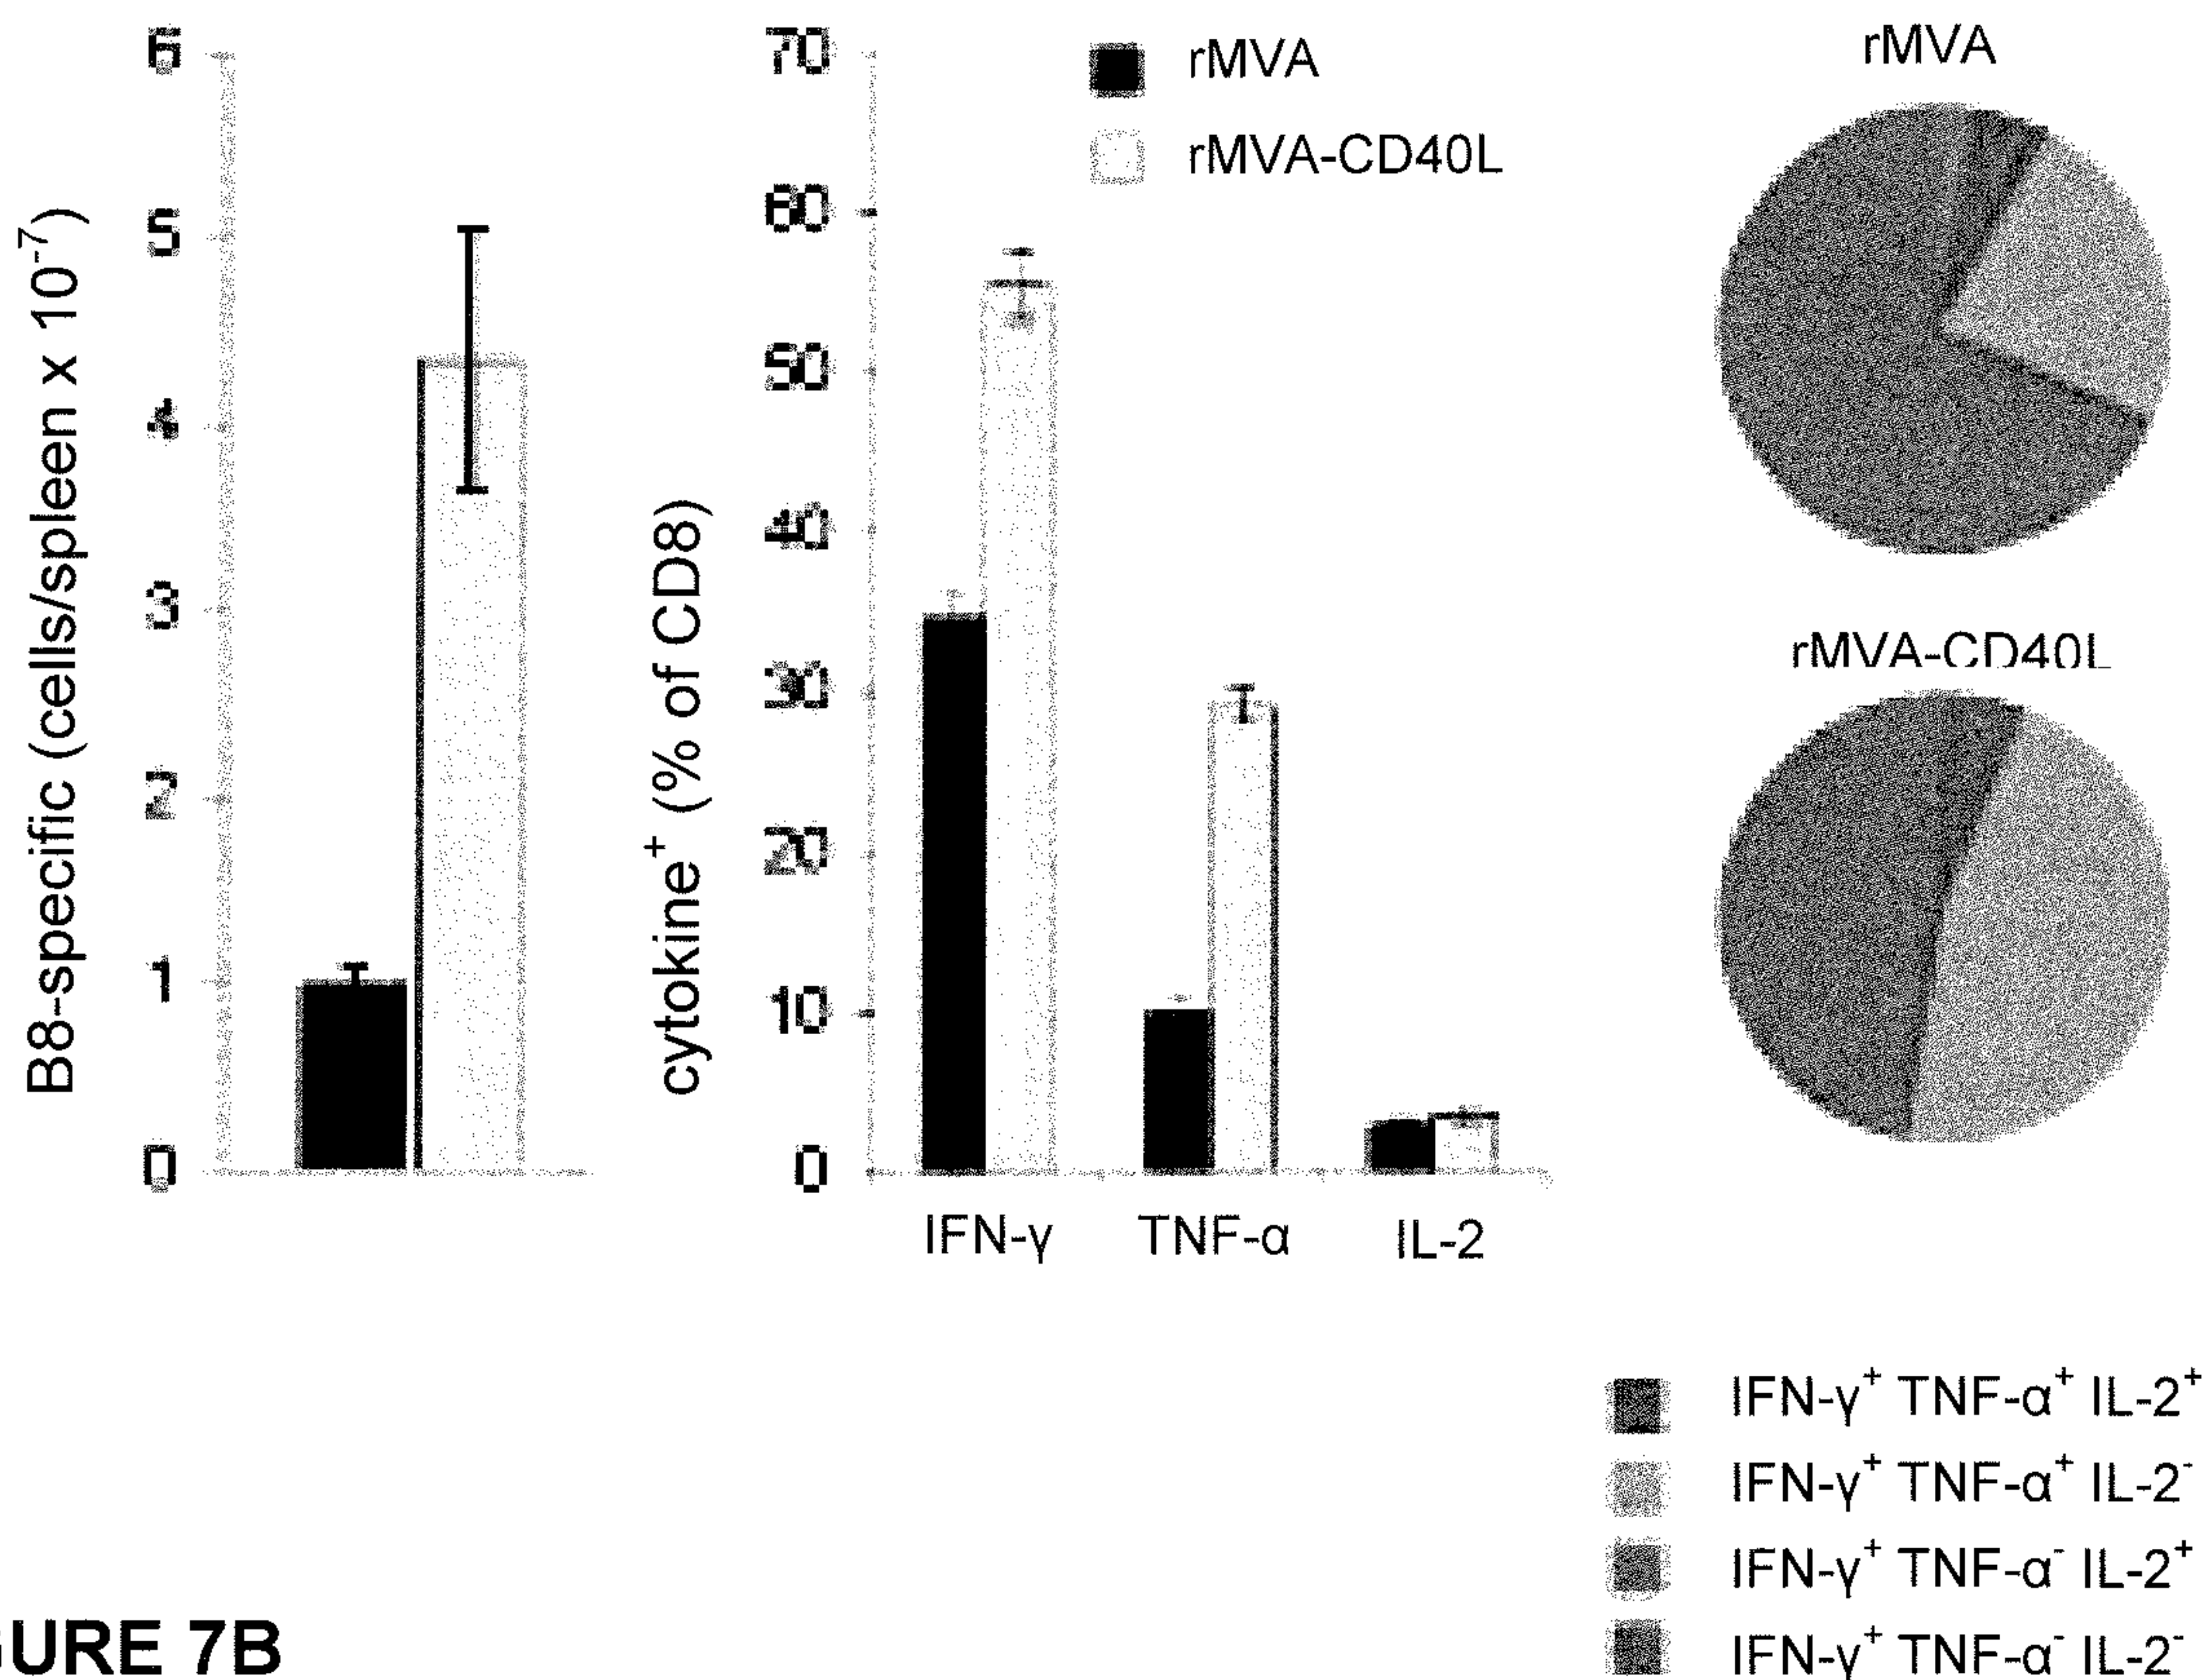 B8-specific (cells/spleen x 10⁻⁷)
6
5
4
3
2
1
0
cytokine⁺ (% of CD8)
70
60
50
40
30
20
10
0
IFN-γ TNF-α IL-2
rMVA
rMVA-CD40L
rMVA
rMVA-CD40L
IFN-γ⁺ TNF-α⁺ IL-2⁺
IFN-γ⁺ TNF-α⁺ IL-2⁻
IFN-γ⁺ TNF-α⁻ IL-2⁺
IFN-γ⁺ TNF-α⁻ IL-2⁻
GURE 7B